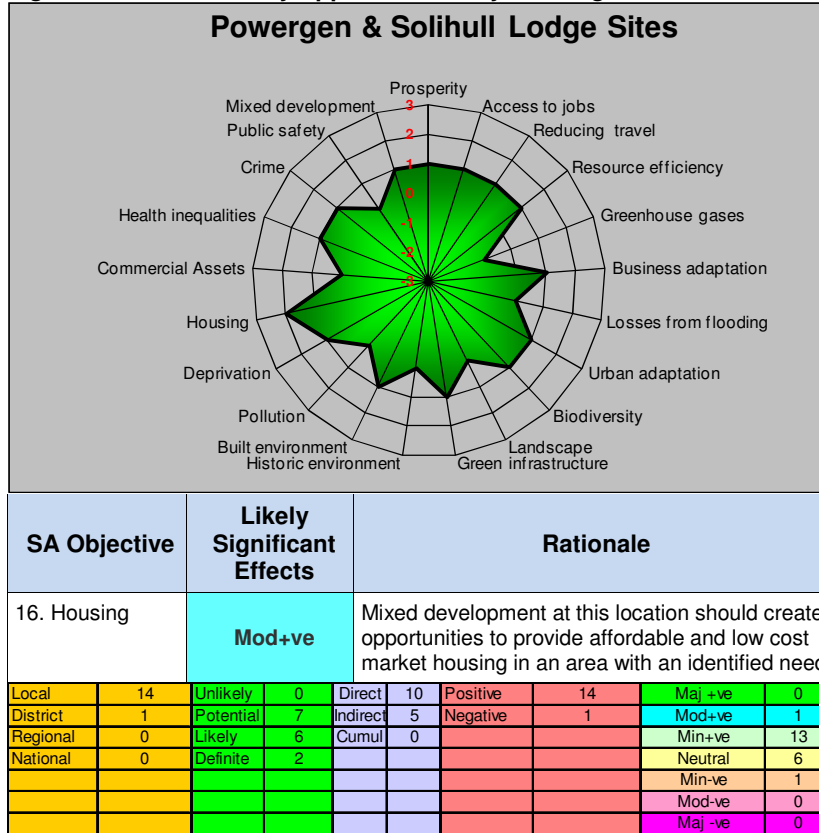 Powergen & Solihull Lodge Sites
Prosperity
Mixed development
Access to jobs
Public safety
Reducing travel
Crime
Resource efficiency
Health inequalities
Greenhouse gases
Commercial Assets
Business adaptation
Housing
Losses from flooding
Deprivation
Urban adaptation
Pollution
Biodiversity
Built environment
Landscape
Historic environment
Green infrastructure
3
2
1
0
-1
-2
-3
SA Objective
Likely
Significant
Effects
Rationale
16. Housing
Mod+ve
Mixed development at this location should create
opportunities to provide affordable and low cost
market housing in an area with an identified need
Local 14 Unlikely 0 Direct 10 Positive 14 Maj +ve 0
District 1 Potential 7 Indirect 5 Negative 1 Mod+ve 1
Regional 0 Likely 6 Cumul 0 Min+ve 13
National 0 Definite 2 Neutral 6
Min-ve 1
Mod-ve 0
Maj -ve 0